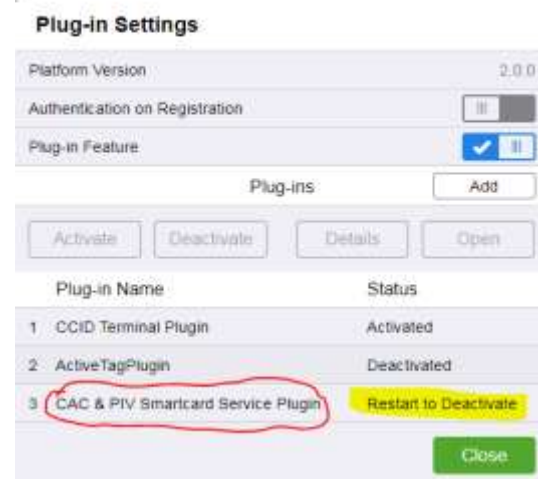 Plug-in Settings
Platform Version 2.0.0
Authentication on Registration
Plug-in Feature
Plug-ins Add
Activate Deactivate Details Open
Plug-in Name Status
1 CCID Terminal Plugin Activated
2 ActiveTagPlugin Deactivated
3 CAC & PIV Smartcard Service Plugin Restart to Deactivate
Close